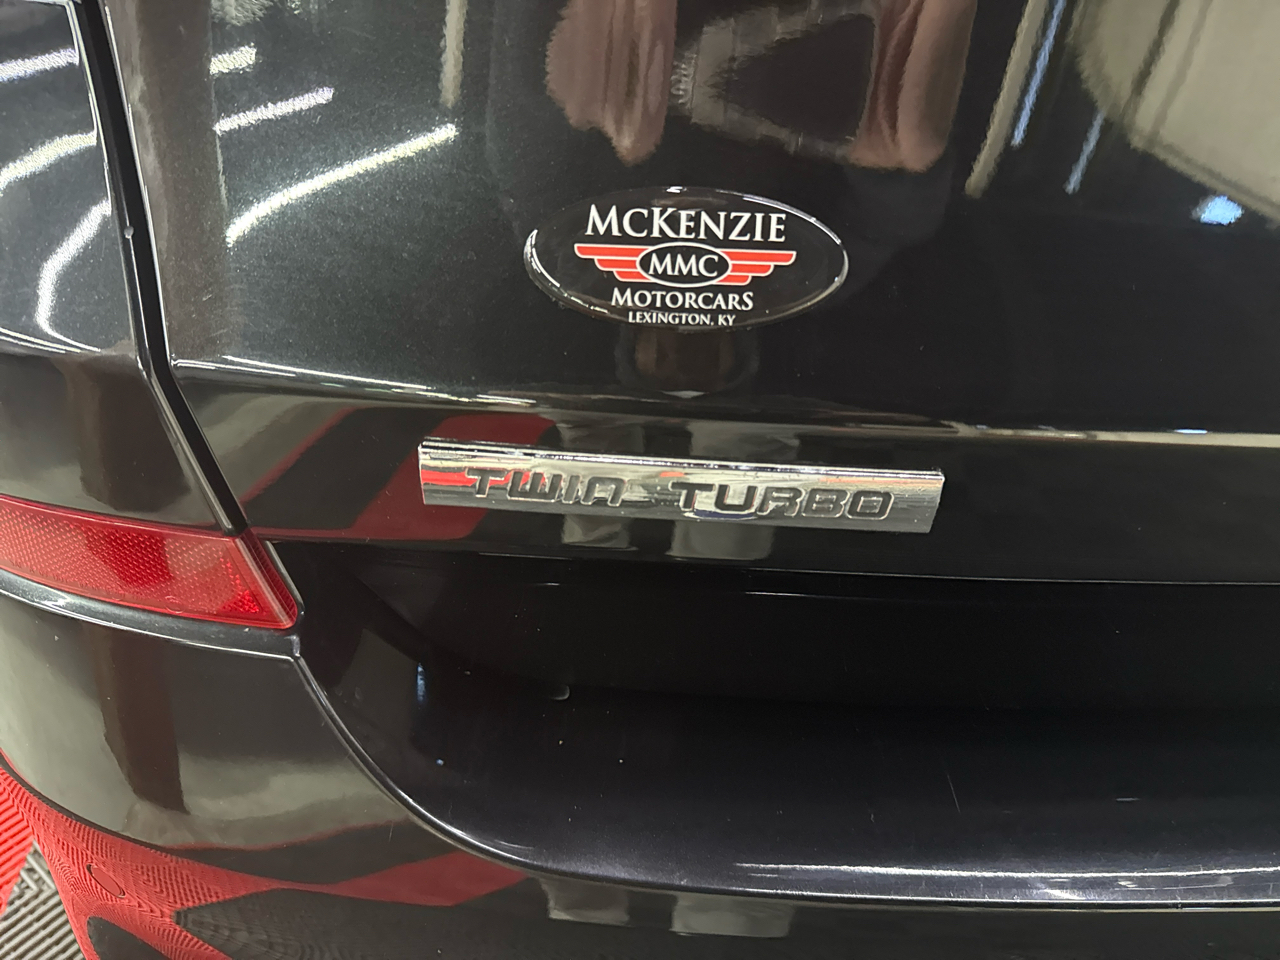 MCKENZIE
MMC
MOTORCARS
LEXINGTON, KY
TWIN TURBO